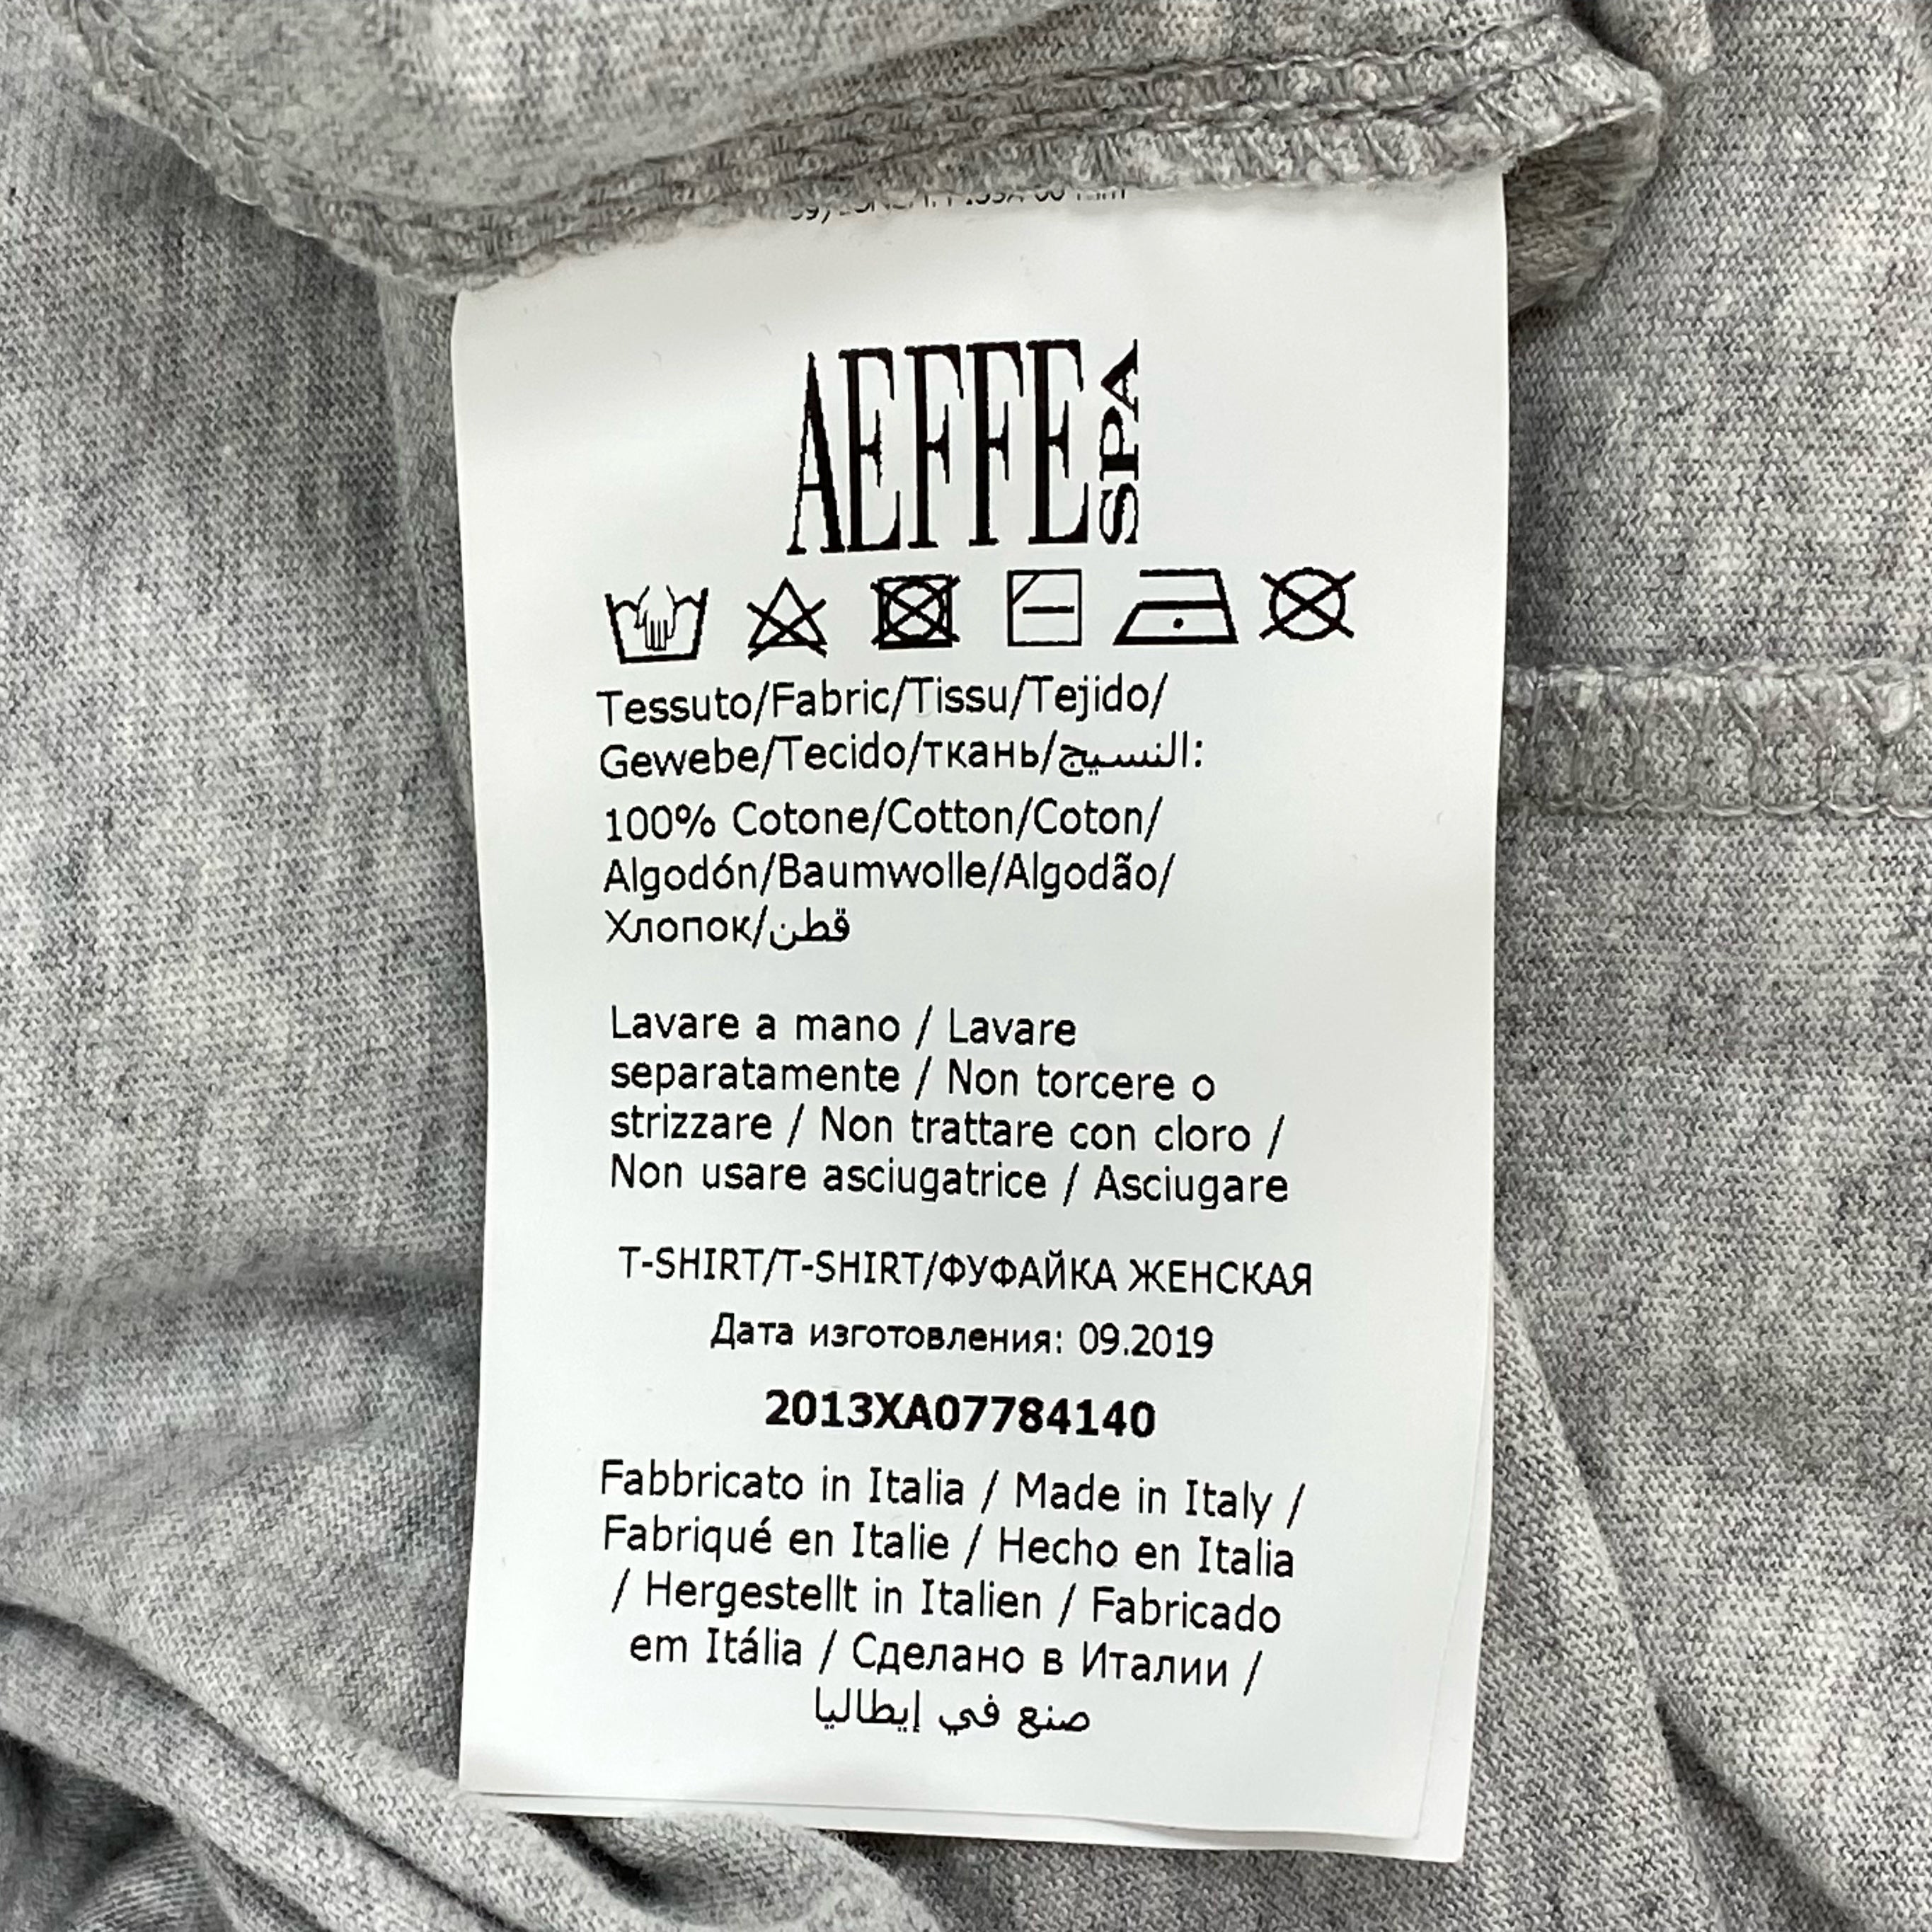 AEFFE SPA
Tessuto/Fabric/Tissu/Tejido/
Gewebe/Tecido/ткань/النسيج:
100% Cotone/Cotton/Coton/
Algodón/Baumwolle/Algodão/
Хлопок/قطن
Lavare a mano / Lavare
separatamente / Non torcere o
strizzare / Non trattare con cloro /
Non usare asciugatrice / Asciugare
T-SHIRT/T-SHIRT/ФУФАЙКА ЖЕНСКАЯ
Дата изготовления: 09.2019
2013XA07784140
Fabbricato in Italia / Made in Italy /
Fabriqué en Italie / Hecho en Italia
/ Hergestellt in Italien / Fabricado
em Itália / Сделано в Италии /
صنع في إيطاليا